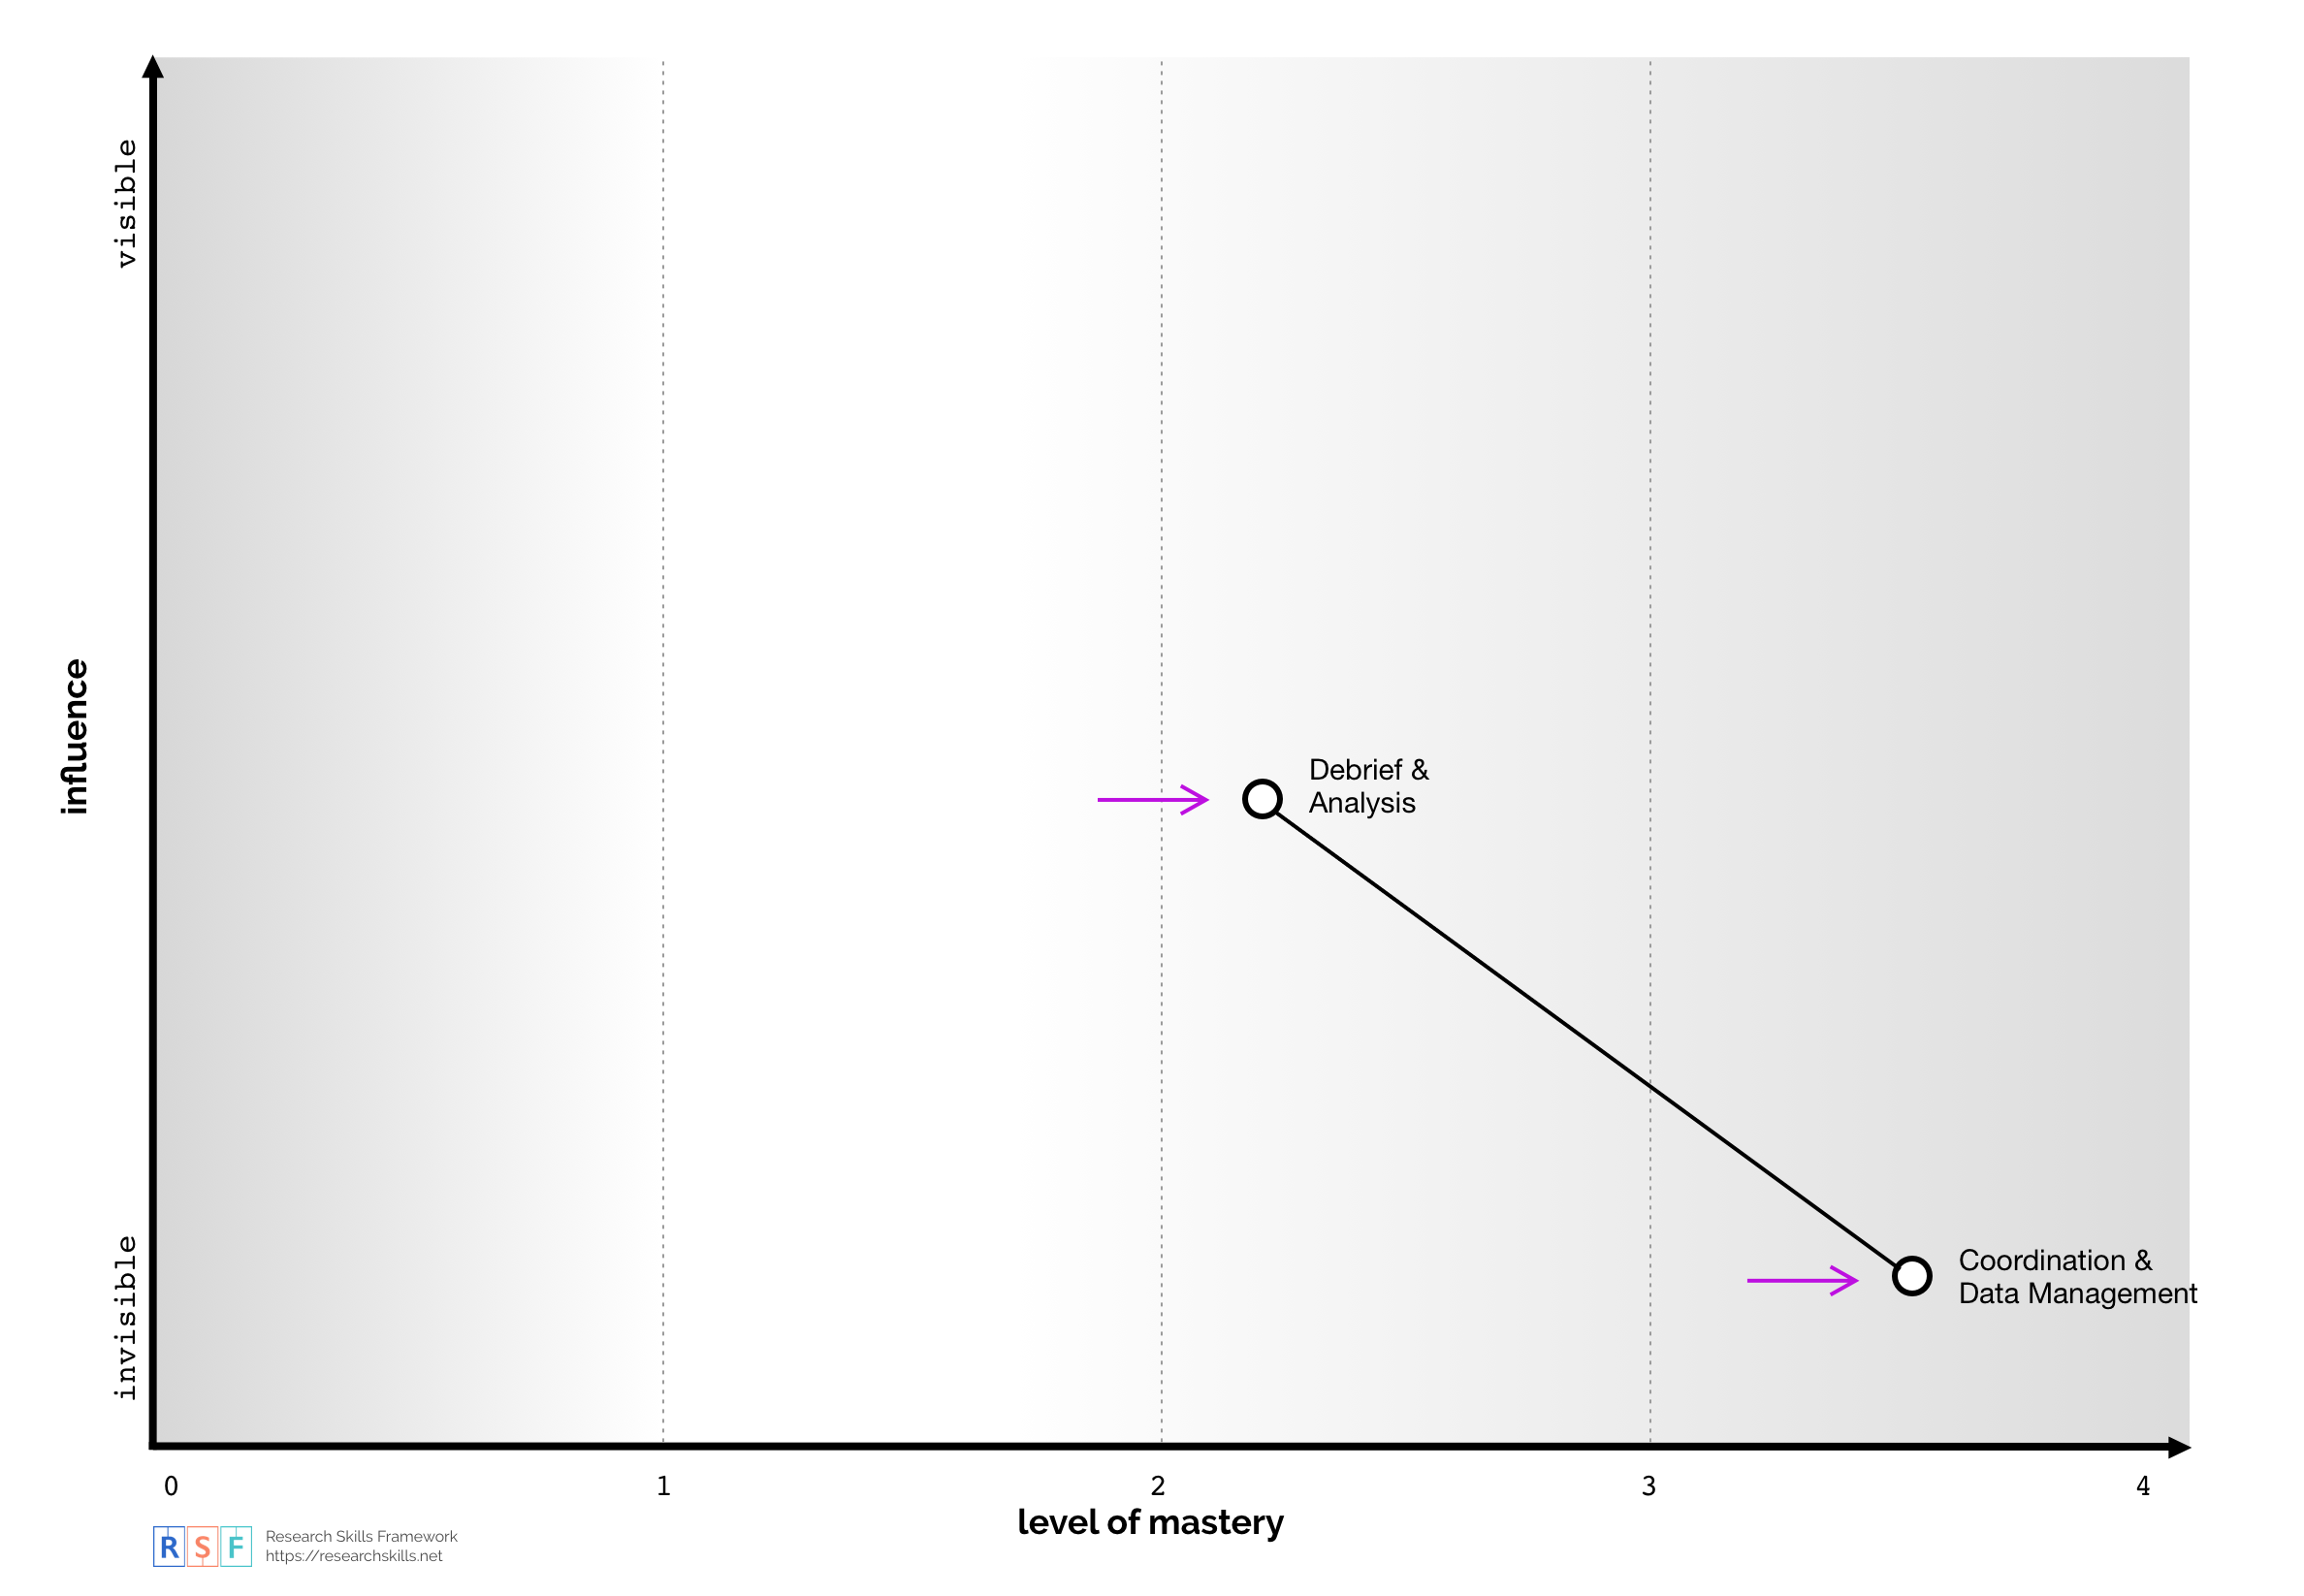 visible
influence
invisible
Debrief &
Analysis
Coordination &
Data Management
0 1 2 3 4
level of mastery
R S F
Research Skills Framework
https://researchskills.net